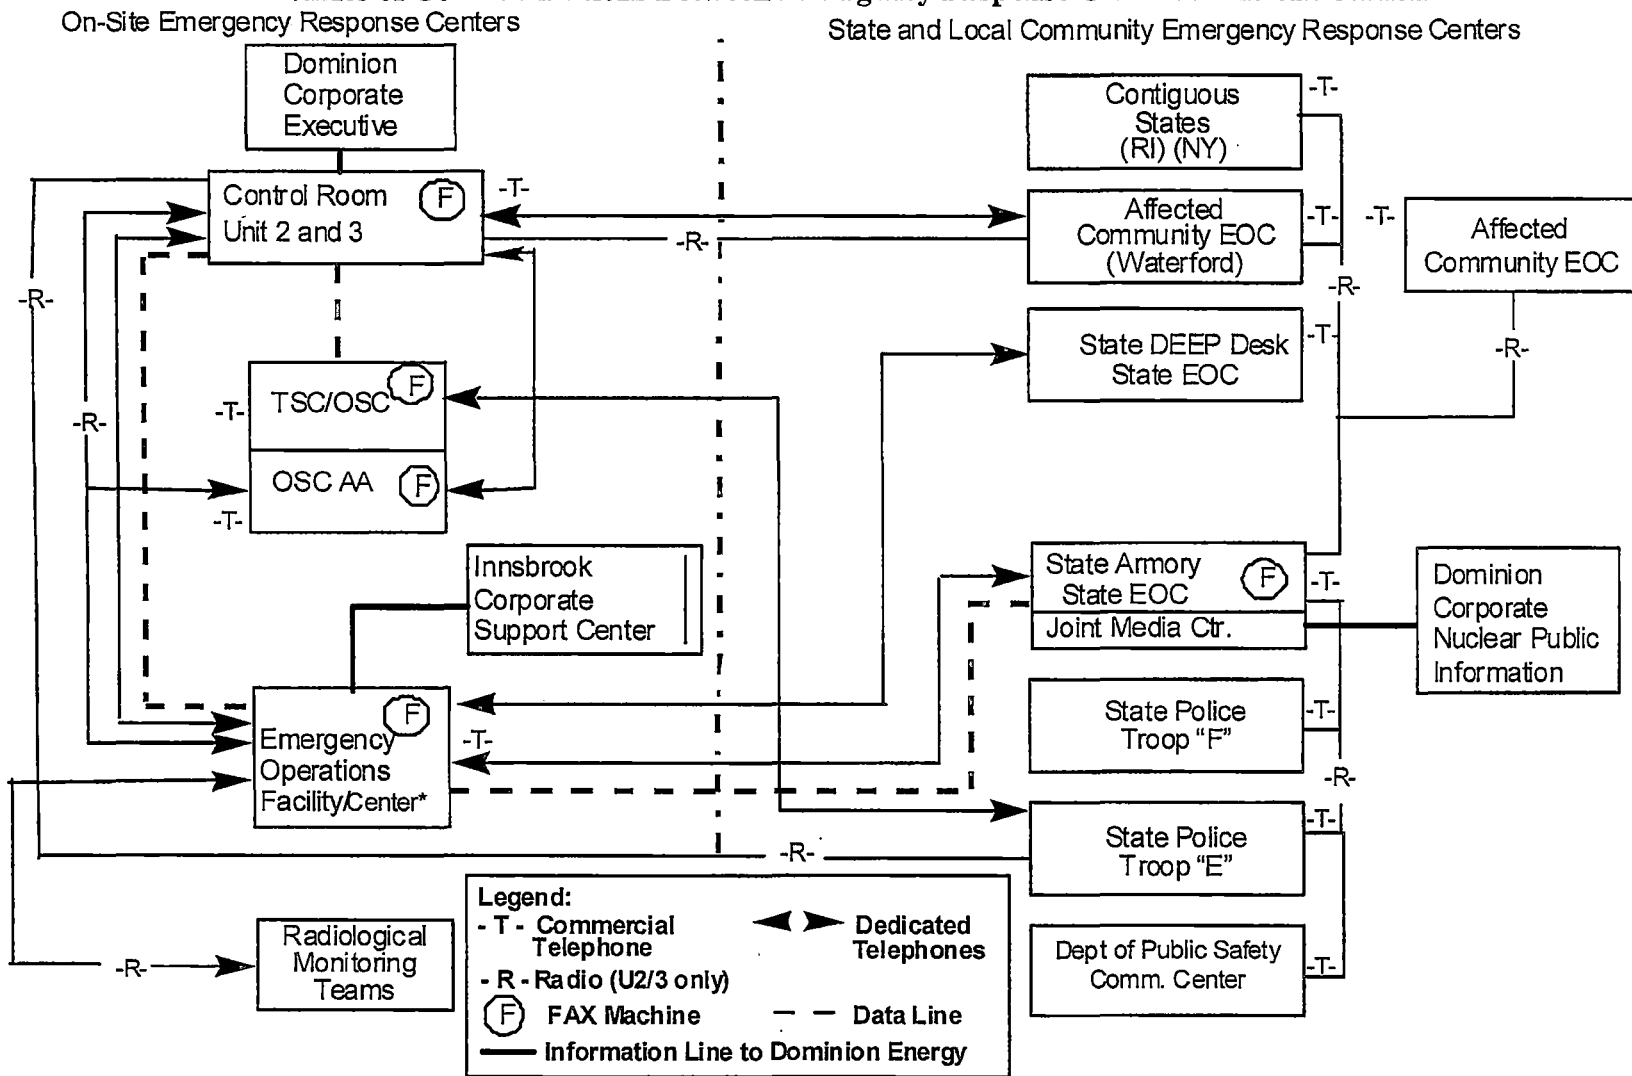 On-Site Emergency Response Centers
State and Local Community Emergency Response Centers
Dominion
Corporate
Executive
Control Room
Unit 2 and 3
F
-T-
-R-
-R-
-R-
TSC/OSC
F
-T-
OSC AA
F
-T-
Innsbrook
Corporate
Support Center
Emergency
Operations
Facility/Center*
F
-T-
Radiological
Monitoring
Teams
-R-
Contiguous
States
(RI) (NY)
-T-
Affected
Community EOC
(Waterford)
-T-
-T-
Affected
Community EOC
-R-
-R-
State DEEP Desk
State EOC
-T-
State Armory
State EOC
F
-T-
Joint Media Ctr.
Dominion
Corporate
Nuclear Public
Information
State Police
Troop "F"
-T-
-R-
State Police
Troop "E"
-T-
-R-
Dept of Public Safety
Comm. Center
-T-
Legend:
- T - Commercial
Telephone
Dedicated
Telephones
- R - Radio (U2/3 only)
F FAX Machine
Data Line
Information Line to Dominion Energy